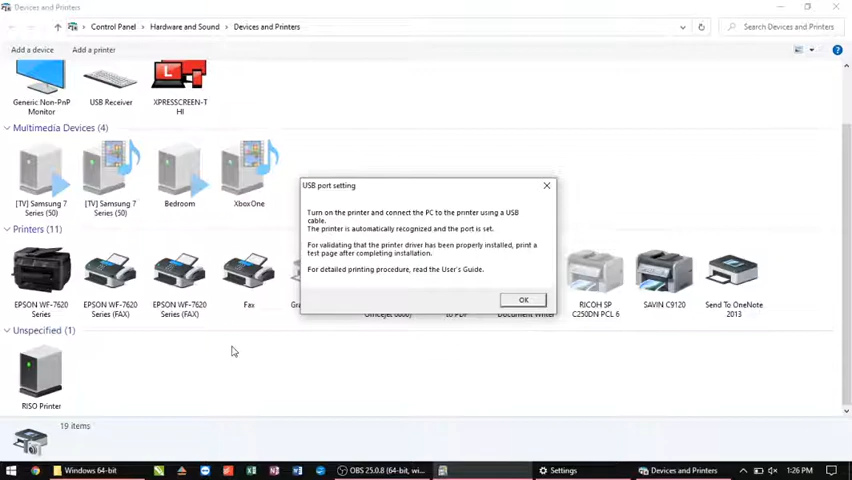 Devices and Printers
Control Panel > Hardware and Sound > Devices and Printers
Search Devices and Printers
Add a device
Add a printer
Generic Non-PnP
Monitor
USB Receiver
XPRESSCREEN-T
HI
Multimedia Devices (4)
[TV] Samsung 7
Series (50)
[TV] Samsung 7
Series (50)
Bedroom
XboxOne
USB port setting
Turn on the printer and connect the PC to the printer using a USB
cable.
The printer is automatically recognized and the port is set.
For validating that the printer driver has been properly installed, print a
test page after completing installation.
For detailed printing procedure, read the User's Guide.
OK
Printers (11)
EPSON WF-7620
Series
EPSON WF-7620
Series (FAX)
EPSON WF-7620
Series (FAX)
Fax
Gra
OfficeJet 6000)
to PDF
Document Writer
RICOH SP
C250DN PCL 6
SAVIN C9120
Send To OneNote
2013
Unspecified (1)
RISO Printer
19 items
Windows 64-bit
OBS 25.0.8 (64-bit, wi...
Settings
Devices and Printers
1:26 PM